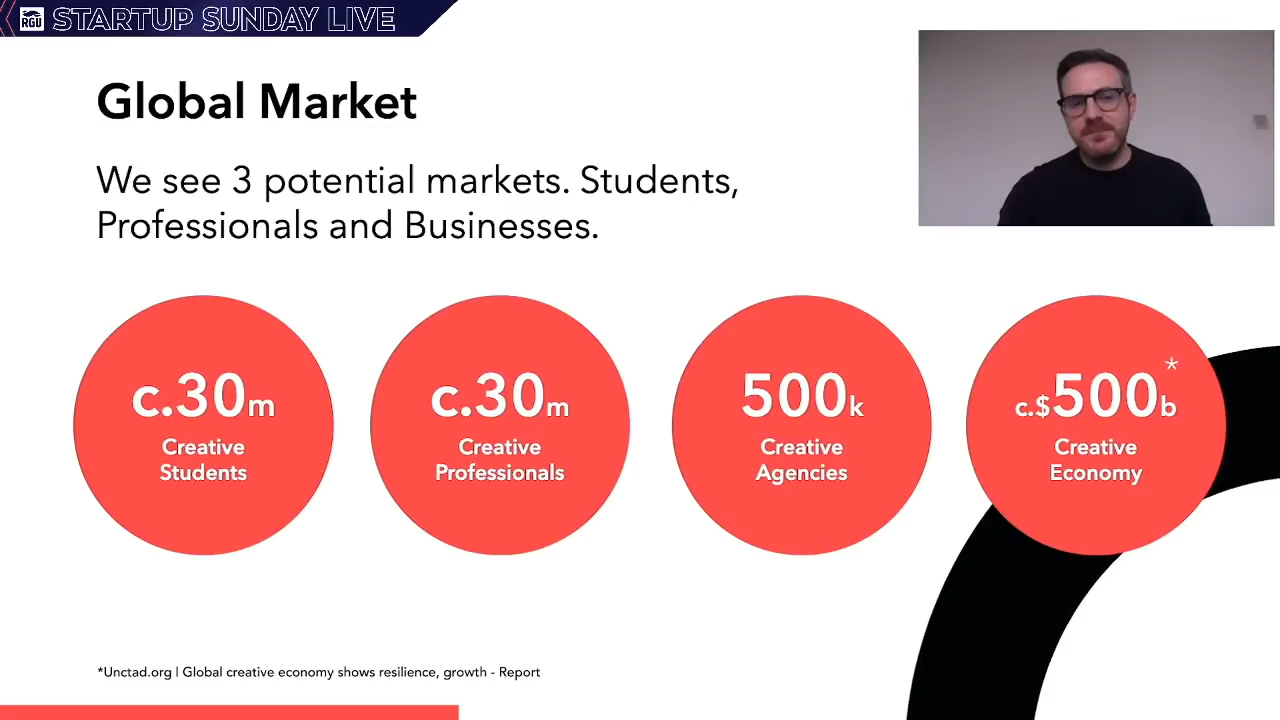 RGU STARTUP SUNDAY LIVE
Global Market
We see 3 potential markets. Students,
Professionals and Businesses.
c.30m
Creative
Students
c.30m
Creative
Professionals
500k
Creative
Agencies
c.$500b*
Creative
Economy
*Unctad.org | Global creative economy shows resilience, growth - Report